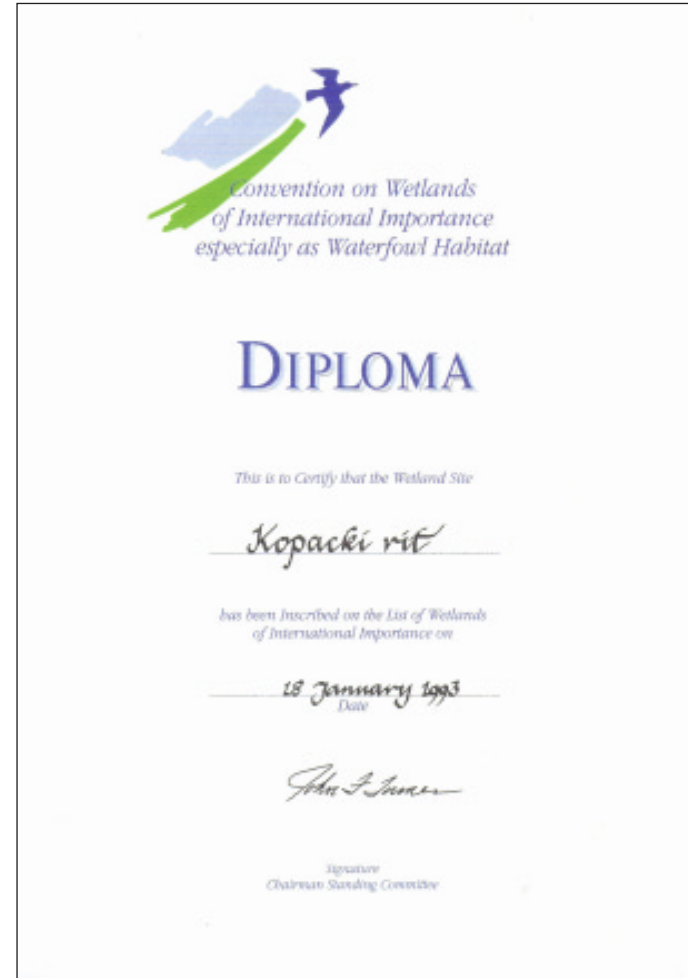 Convention on Wetlands
of International Importance
especially as Waterfowl Habitat
DIPLOMA
This is to Certify that the Wetland Site
Kopacki rit
has been Inscribed on the List of Wetlands
of International Importance on
18 January 1993
Date
John F Turner
Signature
Chairman Standing Committee